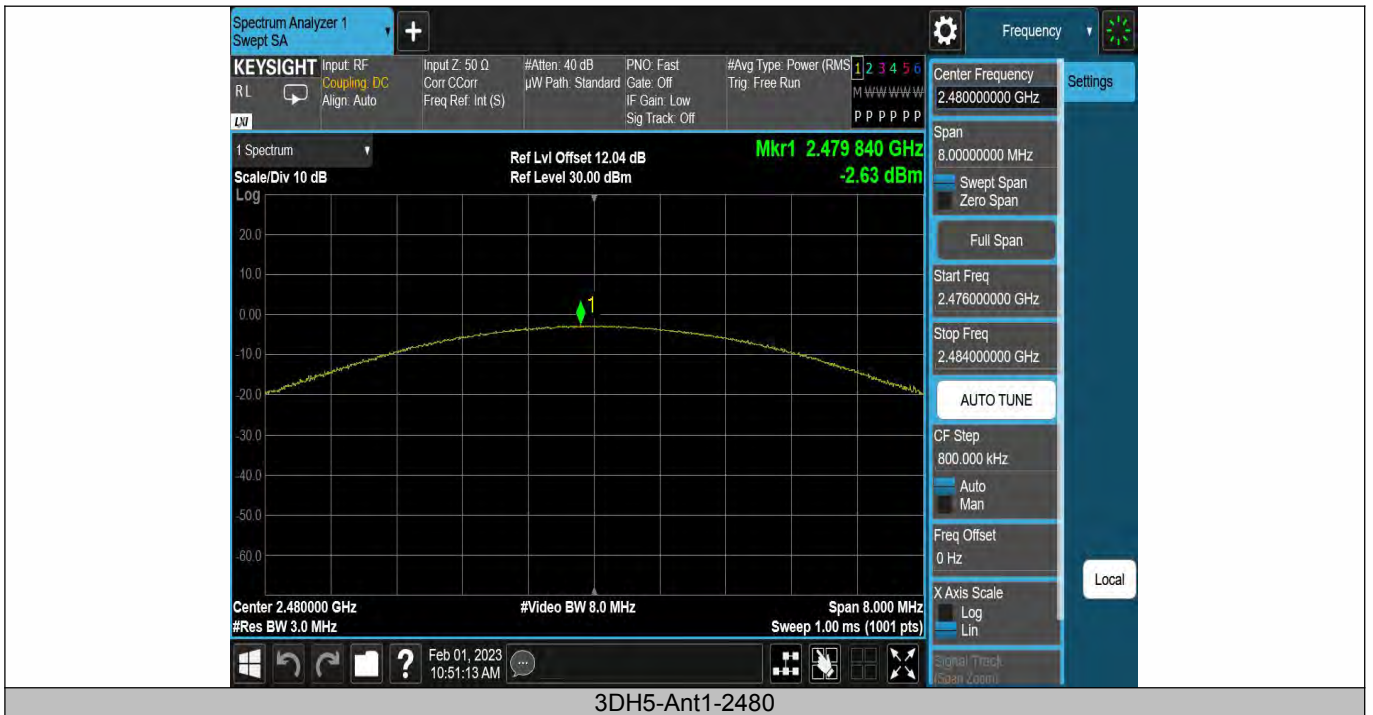 Spectrum Analyzer 1
Swept SA
+
Frequency
KEYSIGHT
RL
LXI
Input: RF
Coupling: DC
Align: Auto
Input Z: 50 Ω
Corr CCorr
Freq Ref: Int (S)
#Atten: 40 dB
µW Path: Standard
PNO: Fast
Gate: Off
IF Gain: Low
Sig Track: Off
#Avg Type: Power (RMS
Trig: Free Run
1 2 3 4 5 6
M W W W W W
P P P P P P
Center Frequency
2.480000000 GHz
Settings
Span
8.00000000 MHz
Swept Span
Zero Span
Full Span
Start Freq
2.476000000 GHz
Stop Freq
2.484000000 GHz
AUTO TUNE
CF Step
800.000 kHz
Auto
Man
Freq Offset
0 Hz
X Axis Scale
Log
Lin
Signal Track
(Span Zoom)
Local
1 Spectrum
Scale/Div 10 dB
Ref Lvl Offset 12.04 dB
Ref Level 30.00 dBm
Mkr1 2.479 840 GHz
-2.63 dBm
Log
20.0
10.0
0.00
-10.0
-20.0
-30.0
-40.0
-50.0
-60.0
1
Center 2.480000 GHz
#Res BW 3.0 MHz
#Video BW 8.0 MHz
Span 8.000 MHz
Sweep 1.00 ms (1001 pts)
?
Feb 01, 2023
10:51:13 AM
3DH5-Ant1-2480